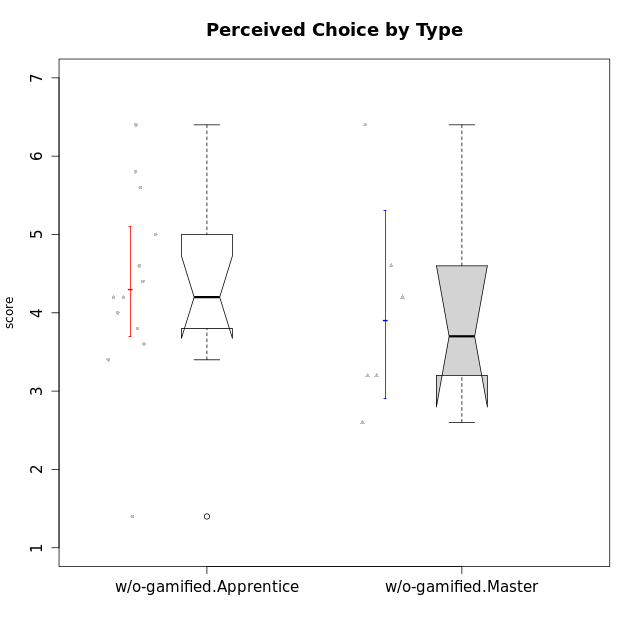 Perceived Choice by Type
7
6
5
4
3
2
1
score
w/o-gamified.Apprentice
w/o-gamified.Master